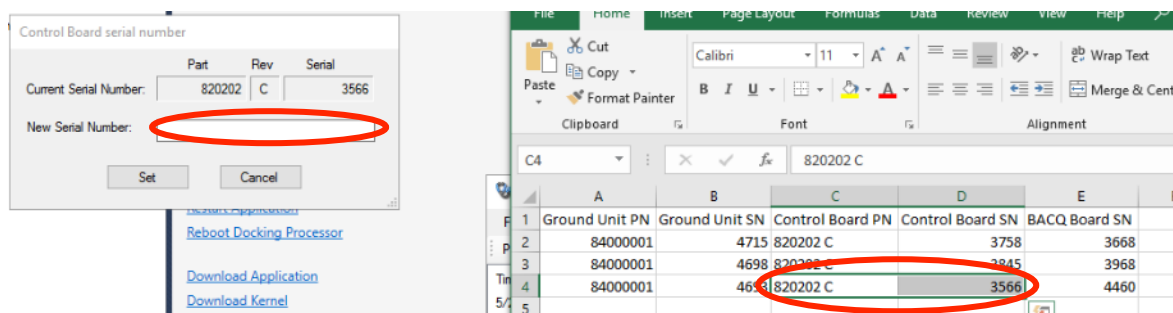 Control Board serial number
Part Rev Serial
Current Serial Number: 820202 C 3566
New Serial Number:
Set Cancel
Reboot Docking Processor
Download Application
Download Kernel
File Home Insert Page Layout Formulas Data Review View Help
Cut
Copy
Paste
Format Painter
Clipboard
Calibri 11 A A
Wrap Text
B I U A
Merge & Cent
Font
Alignment
C4 fx 820202 C
A B C D E
1 Ground Unit PN Ground Unit SN Control Board PN Control Board SN BACQ Board SN
2 84000001 4715 820202 C 3758 3668
3 84000001 4698 820202 C 3845 3968
4 84000001 820202 C 3566 4460
5